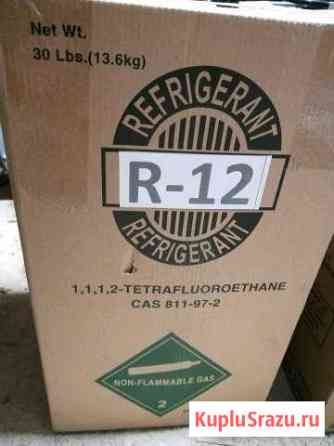 Net Wt.
30 Lbs.(13.6kg)
REFRIGERANT
R-12
REFRIGERANT
1,1,1,2-TETRAFLUOROETHANE
CAS 811-97-2
NON-FLAMMABLE GAS
2
KupluSrazu.ru